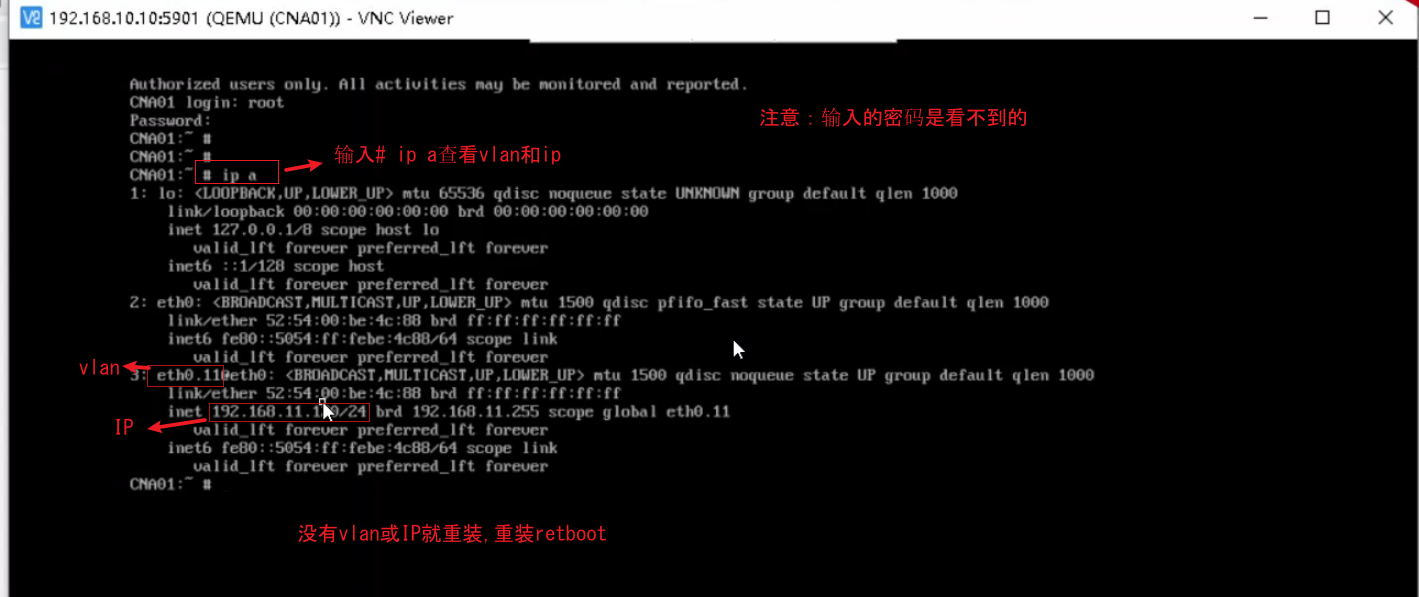 192.168.10.10:5901 (QEMU (CNA01)) - VNC Viewer
Authorized users only. All activities may be monitored and reported.
CNA01 login: root
Password:
注意：输入的密码是看不到的
CNA01:~ #
CNA01:~ #
输入# ip a查看vlan和ip
CNA01:~ # ip a
1: lo: <LOOPBACK,UP,LOWER_UP> mtu 65536 qdisc noqueue state UNKNOWN group default qlen 1000
link/loopback 00:00:00:00:00:00 brd 00:00:00:00:00:00
inet 127.0.0.1/8 scope host lo
valid_lft forever preferred_lft forever
inet6 ::1/128 scope host
valid_lft forever preferred_lft forever
2: eth0: <BROADCAST,MULTICAST,UP,LOWER_UP> mtu 1500 qdisc pfifo_fast state UP group default qlen 1000
link/ether 52:54:00:be:4c:88 brd ff:ff:ff:ff:ff:ff
inet6 fe80::5054:ff:febe:4c88/64 scope link
valid_lft forever preferred_lft forever
vlan
3: eth0.11@eth0: <BROADCAST,MULTICAST,UP,LOWER_UP> mtu 1500 qdisc noqueue state UP group default qlen 1000
link/ether 52:54:00:be:4c:88 brd ff:ff:ff:ff:ff:ff
inet brd 192.168.11.255 scope global eth0.11
IP
valid_lft forever preferred_lft forever
inet6 fe80::5054:ff:febe:4c88/64 scope link
valid_lft forever preferred_lft forever
CNA01:~ #
没有vlan或IP就重装,重装retboot